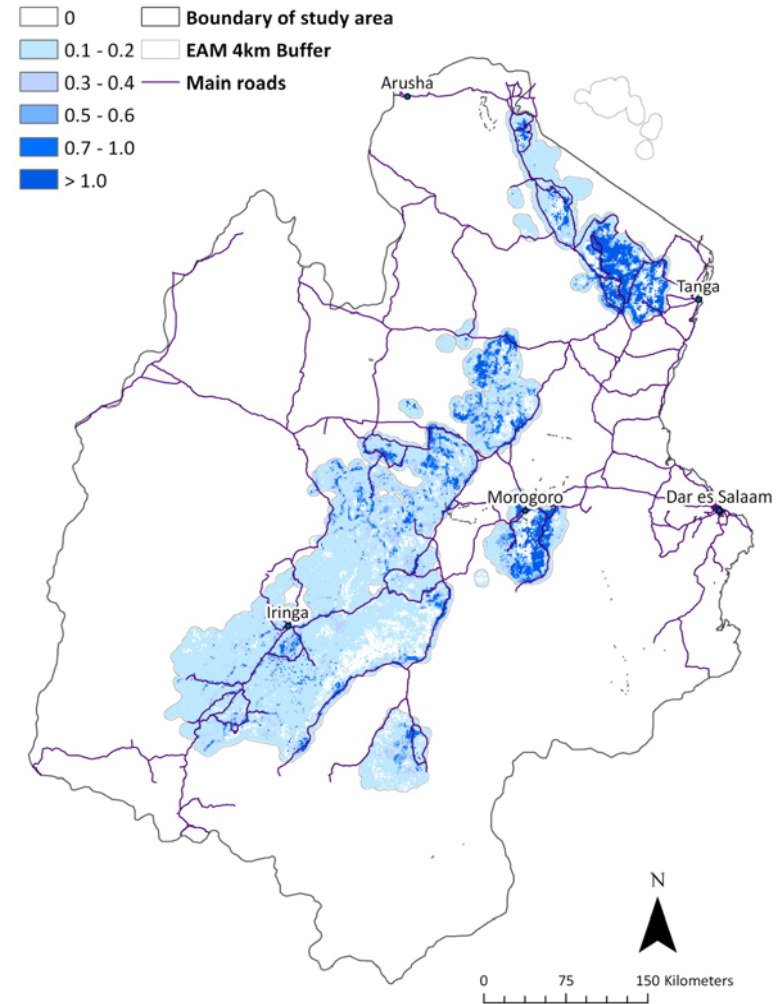 0
Boundary of study area
0.1 - 0.2
EAM 4km Buffer
0.3 - 0.4
Main roads
0.5 - 0.6
0.7 - 1.0
> 1.0
Arusha
Tanga
Morogoro
Dar es Salaam
Iringa
N
0 75 150 Kilometers